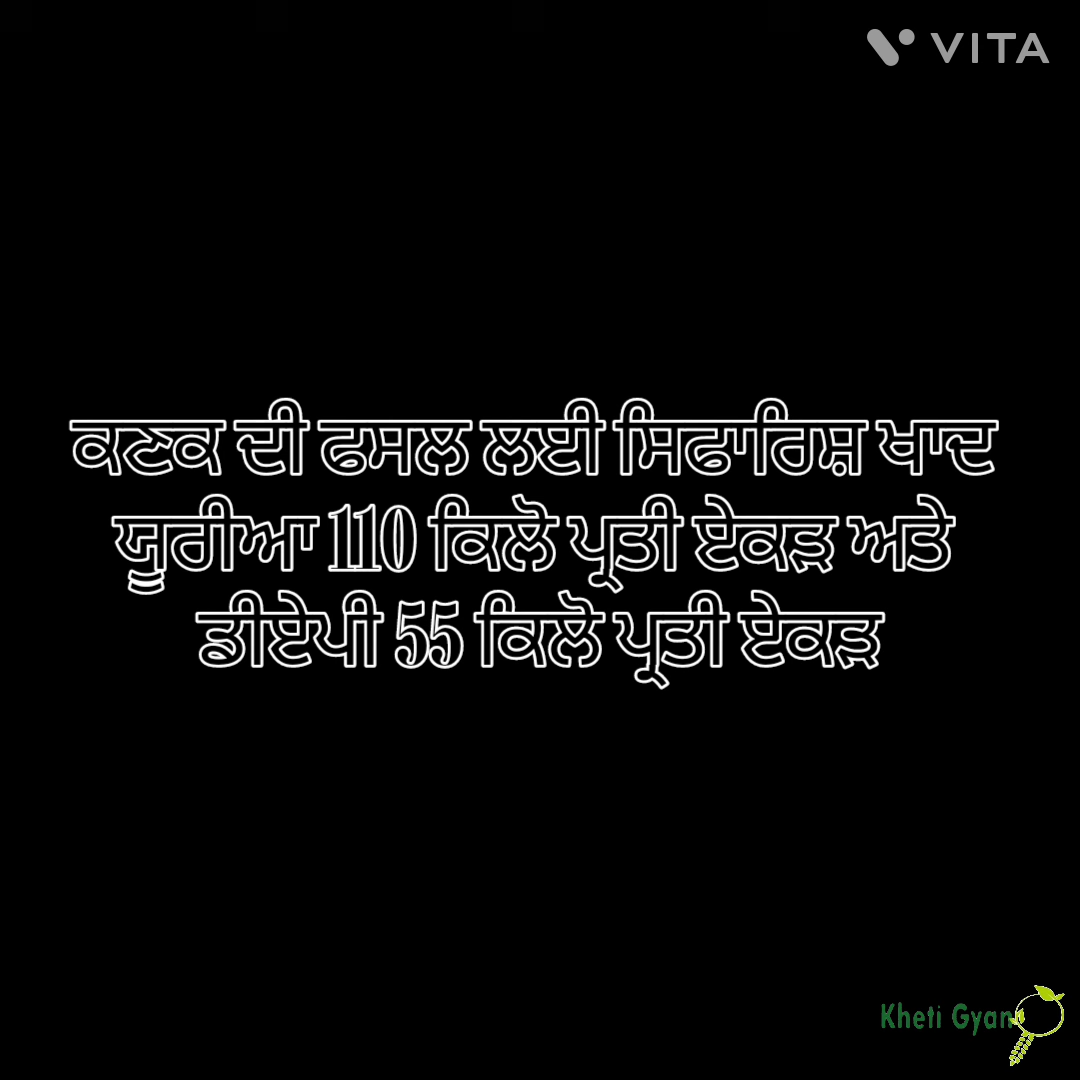 VITA
ਕਣਕ ਦੀ ਫਸਲ ਲਈ ਸਿਫਾਰਿਸ਼ ਖਾਦ
ਯੂਰੀਆ 110 ਕਿਲੋ ਪ੍ਰਤੀ ਏਕੜ ਅਤੇ
ਡੀਏਪੀ 55 ਕਿਲੋ ਪ੍ਰਤੀ ਏਕੜ
Kheti Gyan